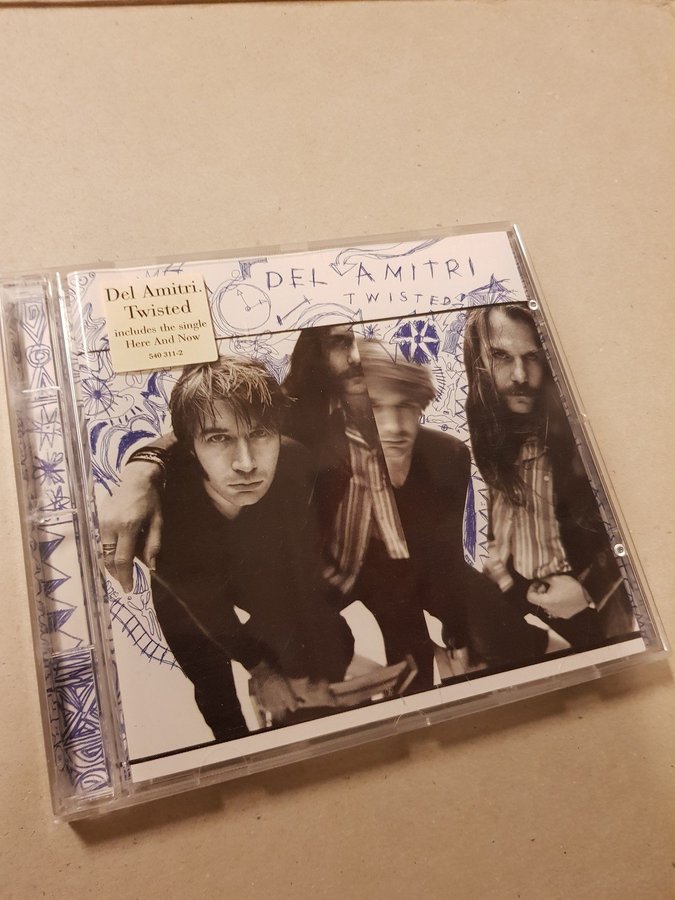 DEL AMITRI
TWISTED
Del Amitri.
Twisted
includes the single
Here And Now
540 311-2